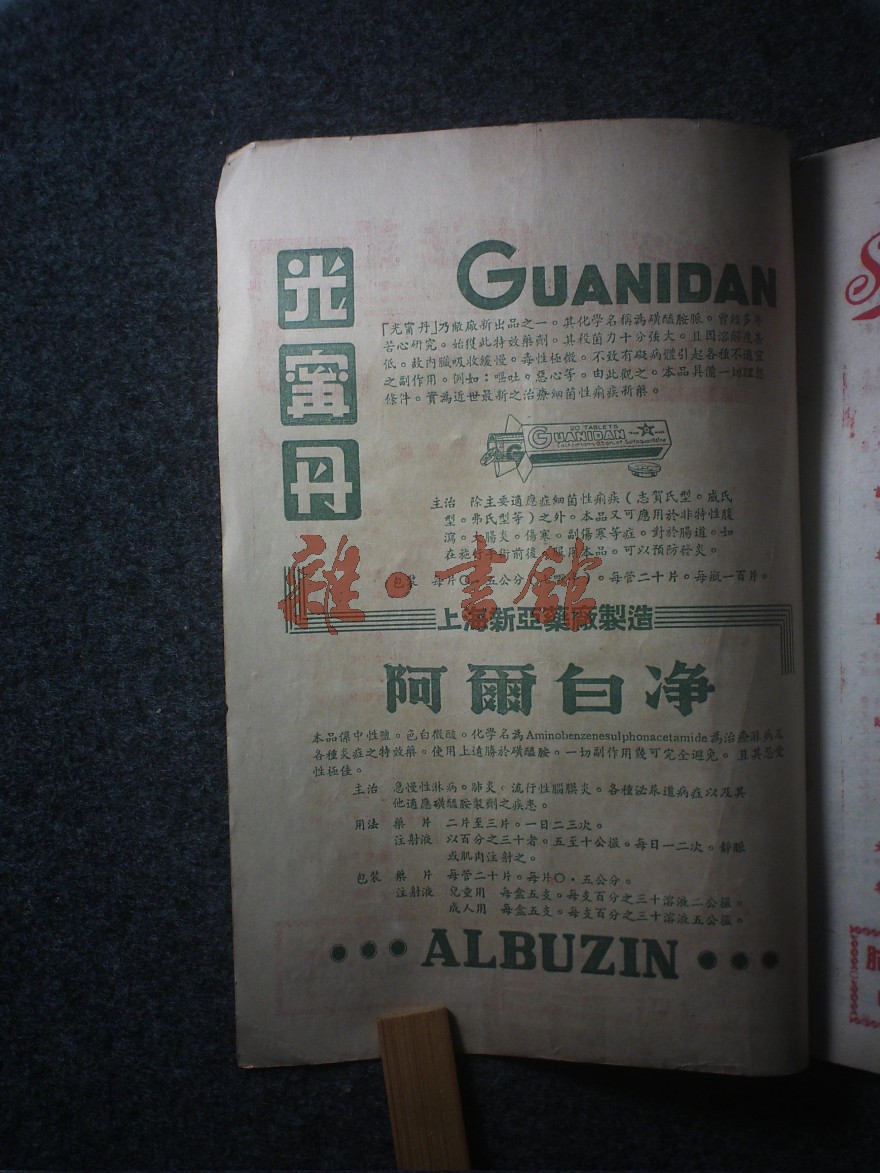 光甯丹
GUANIDAN
「光甯丹」乃敝廠新出品之一。其化學名稱為磺醯胺脈。曾經多年
苦心研究。始獲此特效藥劑。其殺菌力十分強大。且因溶解度甚
低。故內臟吸收緩慢。毒性極微。不致有礙病體引起各種不適宜
之副作用。例如:嘔吐。惡心等。由此觀之。本品具備一切理想
條件。實為近世最新之治療細菌性痢疾新藥。
20 TABLETS
GUANIDAN
主治 除主要適應症細菌性痢疾(志賀氏型。
型。弗氏型等)之外。本品又可應用於非特性腹
瀉。大腸炎。傷寒。副傷寒等症。對於腸道。如
在施行手術前後。服用本品。可以預防發炎。
包裝 每片〇·五公分。每管二十片。每瓶一百片。
雜·書館
上海新亞藥廠製造
阿爾白净
本品係中性鹽。色白微酸。化學名為Aminobenzenesulphonacetamide為治療淋病及
各種炎症之特效藥。使用上遠勝於磺醯胺。一切副作用幾可完全避免。且其忍受
性極佳。
主治 急慢性淋病。肺炎。流行性腦膜炎。各種泌尿道病症以及其
他適應磺醯胺製劑之疾患。
用法 藥片 二片至三片。一日二三次。
注射液 以百分之三十者。五至十公撮。每日一二次。靜脈
或肌肉注射之。
包裝 藥片 每管二十片。每片〇·五公分。
注射液 兒童用 每盒五支。每支百分之三十溶液二公撮。
成人用 每盒五支。每支百分之三十溶液五公撮。
ALBUZIN